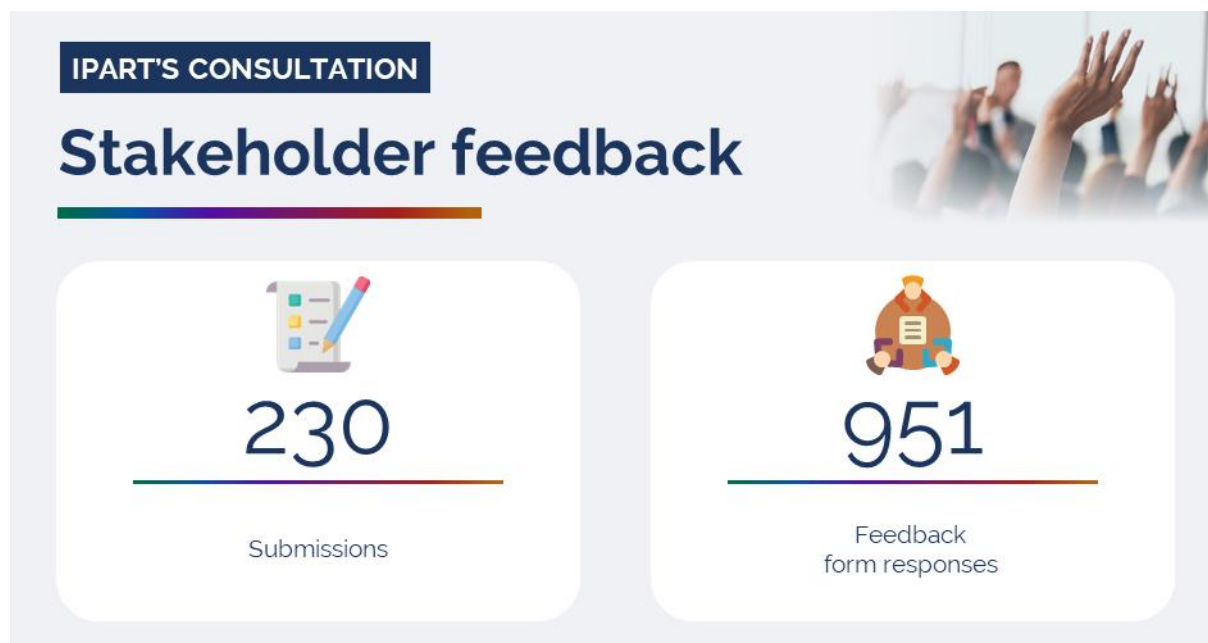 IPART'S CONSULTATION
Stakeholder feedback
230
Submissions
951
Feedback
form responses